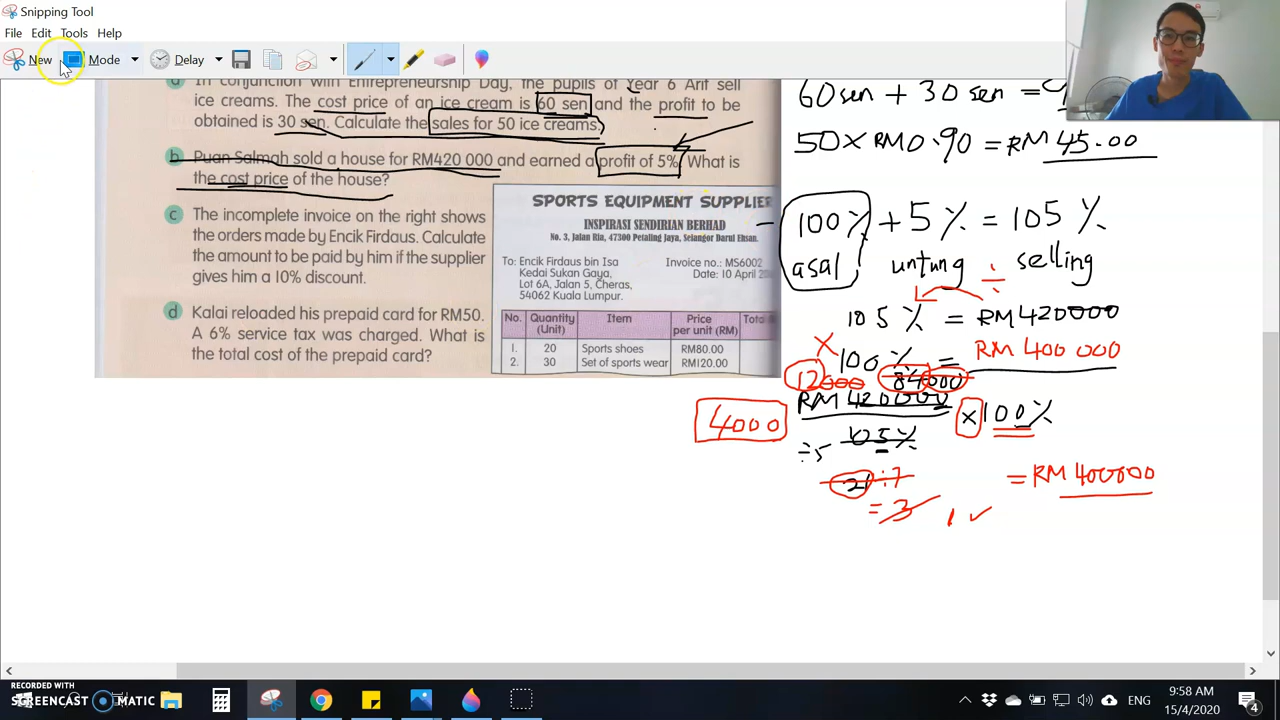 Snipping Tool
File Edit Tools Help
New Mode Delay
a In conjunction with Entrepreneurship Day, the pupils of Year 6 Arif sell
ice creams. The cost price of an ice cream is 60 sen and the profit to be
obtained is 30 sen. Calculate the sales for 50 ice creams.
b Puan Salmah sold a house for RM420 000 and earned a profit of 5%. What is
the cost price of the house?
c The incomplete invoice on the right shows
the orders made by Encik Firdaus. Calculate
the amount to be paid by him if the supplier
gives him a 10% discount.
d Kalai reloaded his prepaid card for RM50.
A 6% service tax was charged. What is
the total cost of the prepaid card?
SPORTS EQUIPMENT SUPPLIER
INSPIRASI SENDIRIAN BERHAD
No. 3, Jalan Ria, 47300 Petaling Jaya, Selangor Darul Ehsan.
To: Encik Firdaus bin Isa
Kedai Sukan Gaya,
Lot 6A, Jalan 5, Cheras,
54062 Kuala Lumpur.
Invoice no.: MS6002
Date: 10 April
No. Quantity (Unit) Item Price per unit (RM)
1. 20 Sports shoes RM80.00
2. 30 Set of sports wear RM120.00
60 sen + 30 sen =
50 × RM0.90 = RM45.00
100% + 5% = 105%
asal untung selling
÷
105% = RM420000
× 100% = RM 400 000
12000 84000
RM 420000 × 100%
4000
105%
÷5
21 ÷7
= RM400000
= 3 1 ✓
RECORDED WITH
SCREENCAST MATIC
ENG
9:58 AM
15/4/2020
4